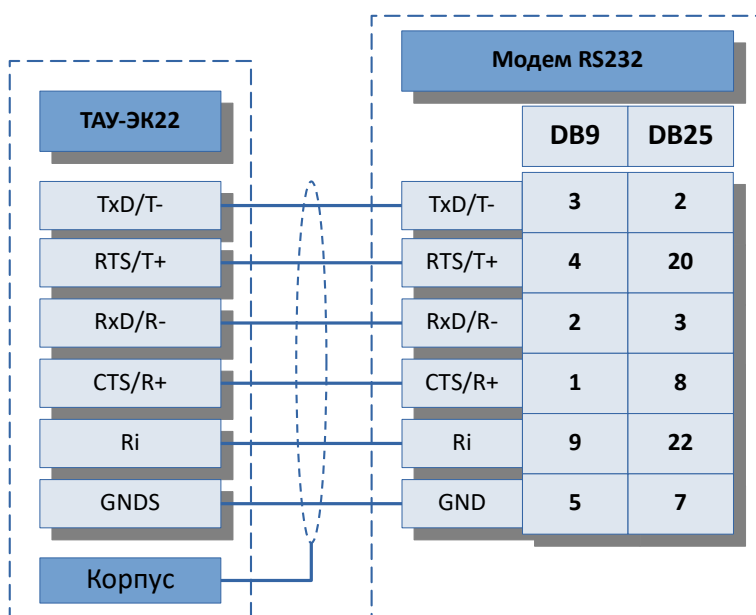 Модем RS232
ТАУ-ЭК22
DB9 DB25
TxD/T- TxD/T- 3 2
RTS/T+ RTS/T+ 4 20
RxD/R- RxD/R- 2 3
CTS/R+ CTS/R+ 1 8
Ri Ri 9 22
GNDS GND 5 7
Корпус